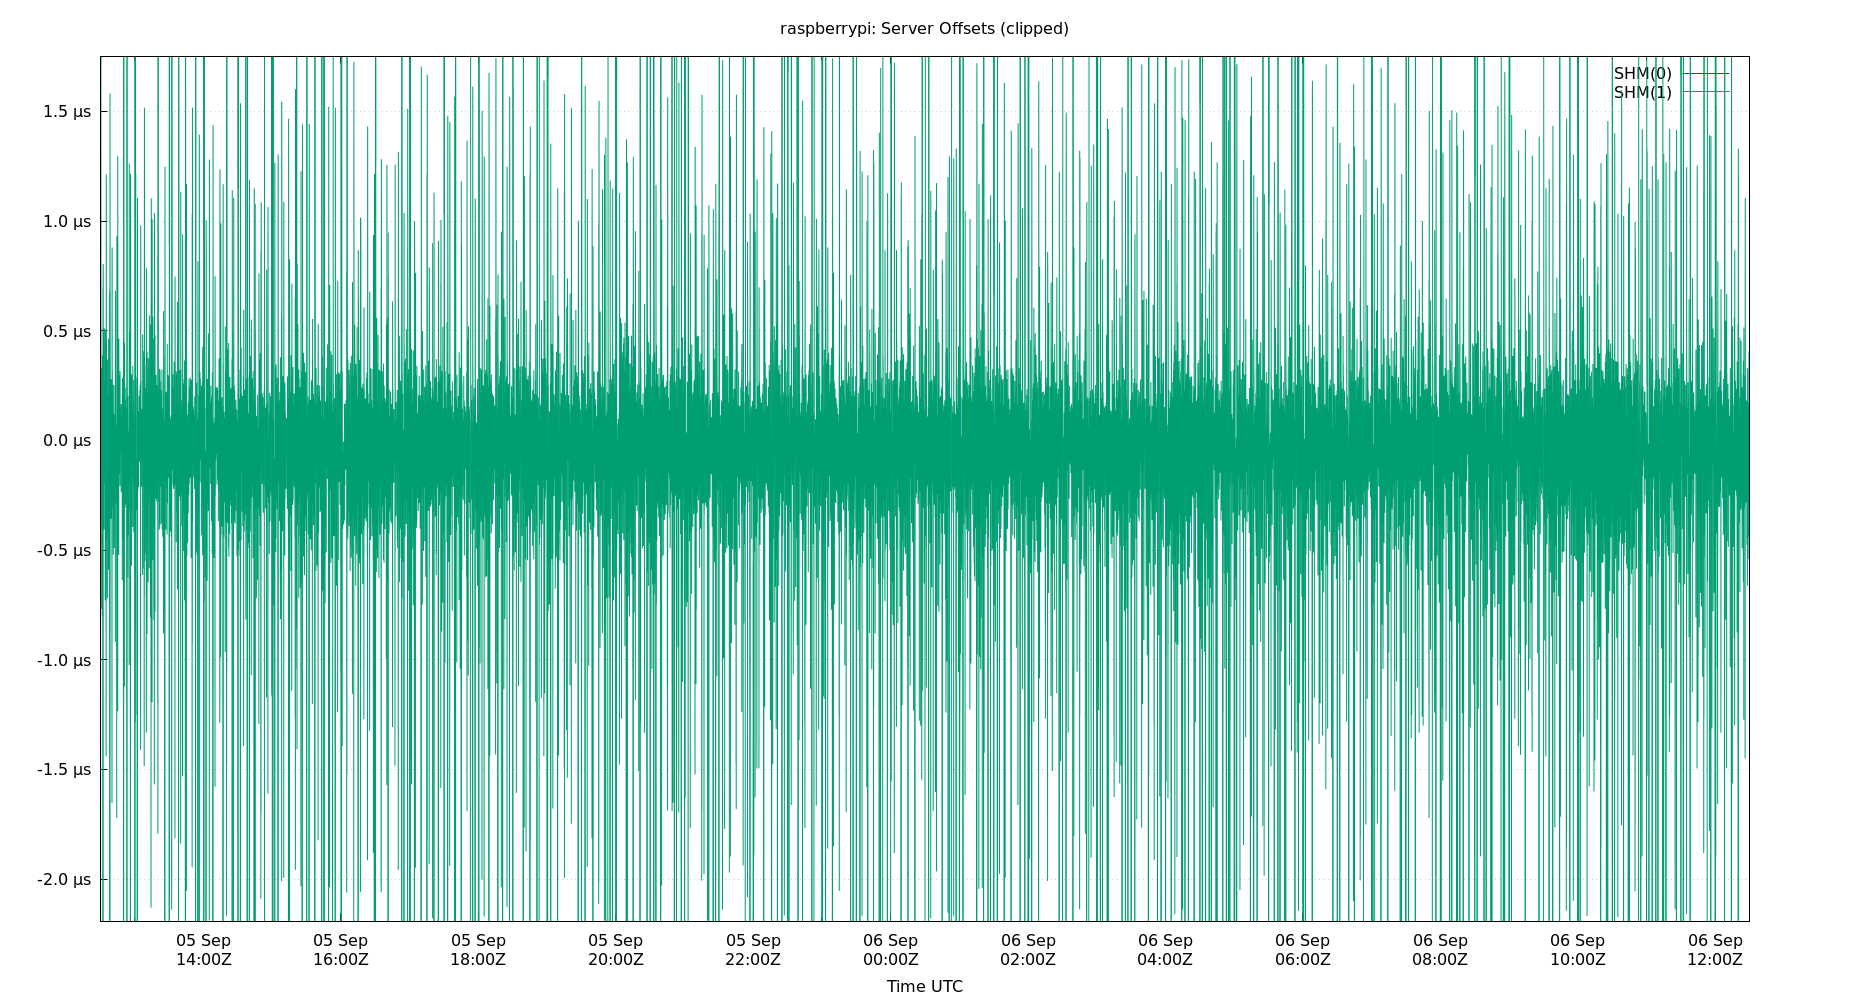 raspberrypi: Server Offsets (clipped)
SHM(0)
SHM(1)
1.5 µs
1.0 µs
0.5 µs
0.0 µs
-0.5 µs
-1.0 µs
-1.5 µs
-2.0 µs
05 Sep 05 Sep 05 Sep 05 Sep 05 Sep 06 Sep 06 Sep 06 Sep 06 Sep 06 Sep 06 Sep 06 Sep
14:00Z 16:00Z 18:00Z 20:00Z 22:00Z 00:00Z 02:00Z 04:00Z 06:00Z 08:00Z 10:00Z 12:00Z
Time UTC